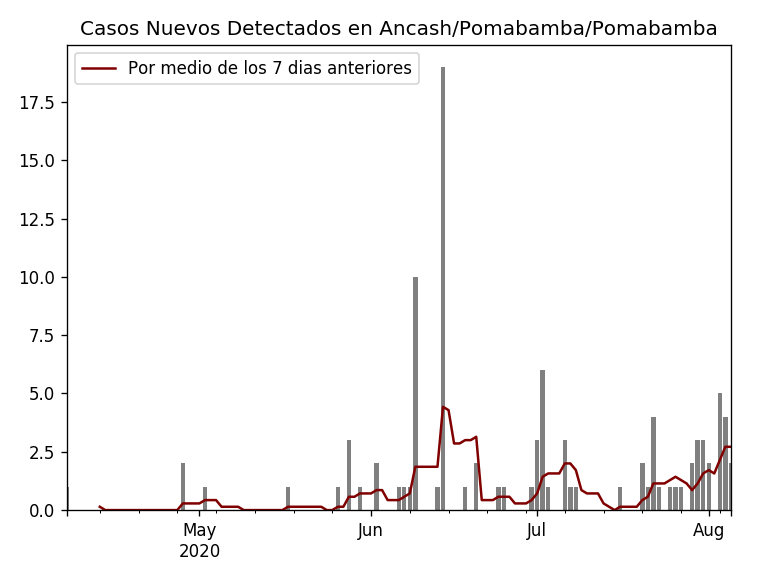 Casos Nuevos Detectados en Ancash/Pomabamba/Pomabamba
Por medio de los 7 dias anteriores
17.5
15.0
12.5
10.0
7.5
5.0
2.5
0.0
May
2020
Jun
Jul
Aug